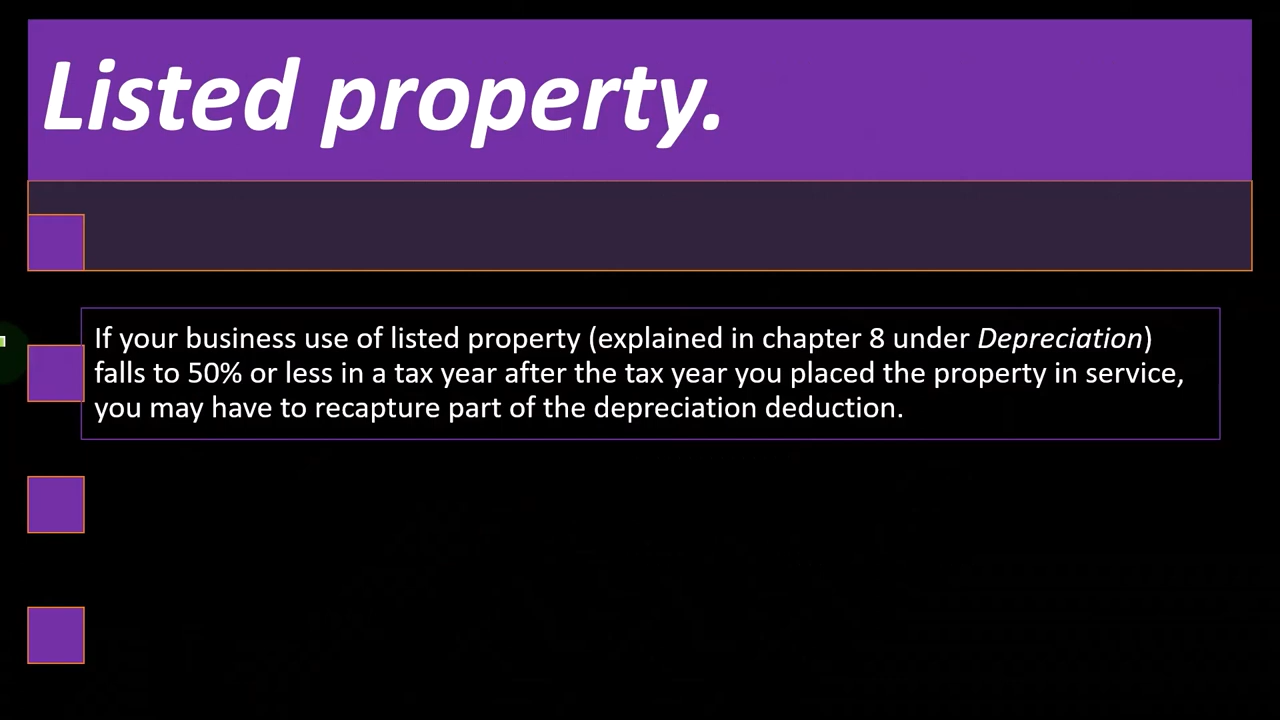 Listed property.
If your business use of listed property (explained in chapter 8 under Depreciation)
falls to 50% or less in a tax year after the tax year you placed the property in service,
you may have to recapture part of the depreciation deduction.